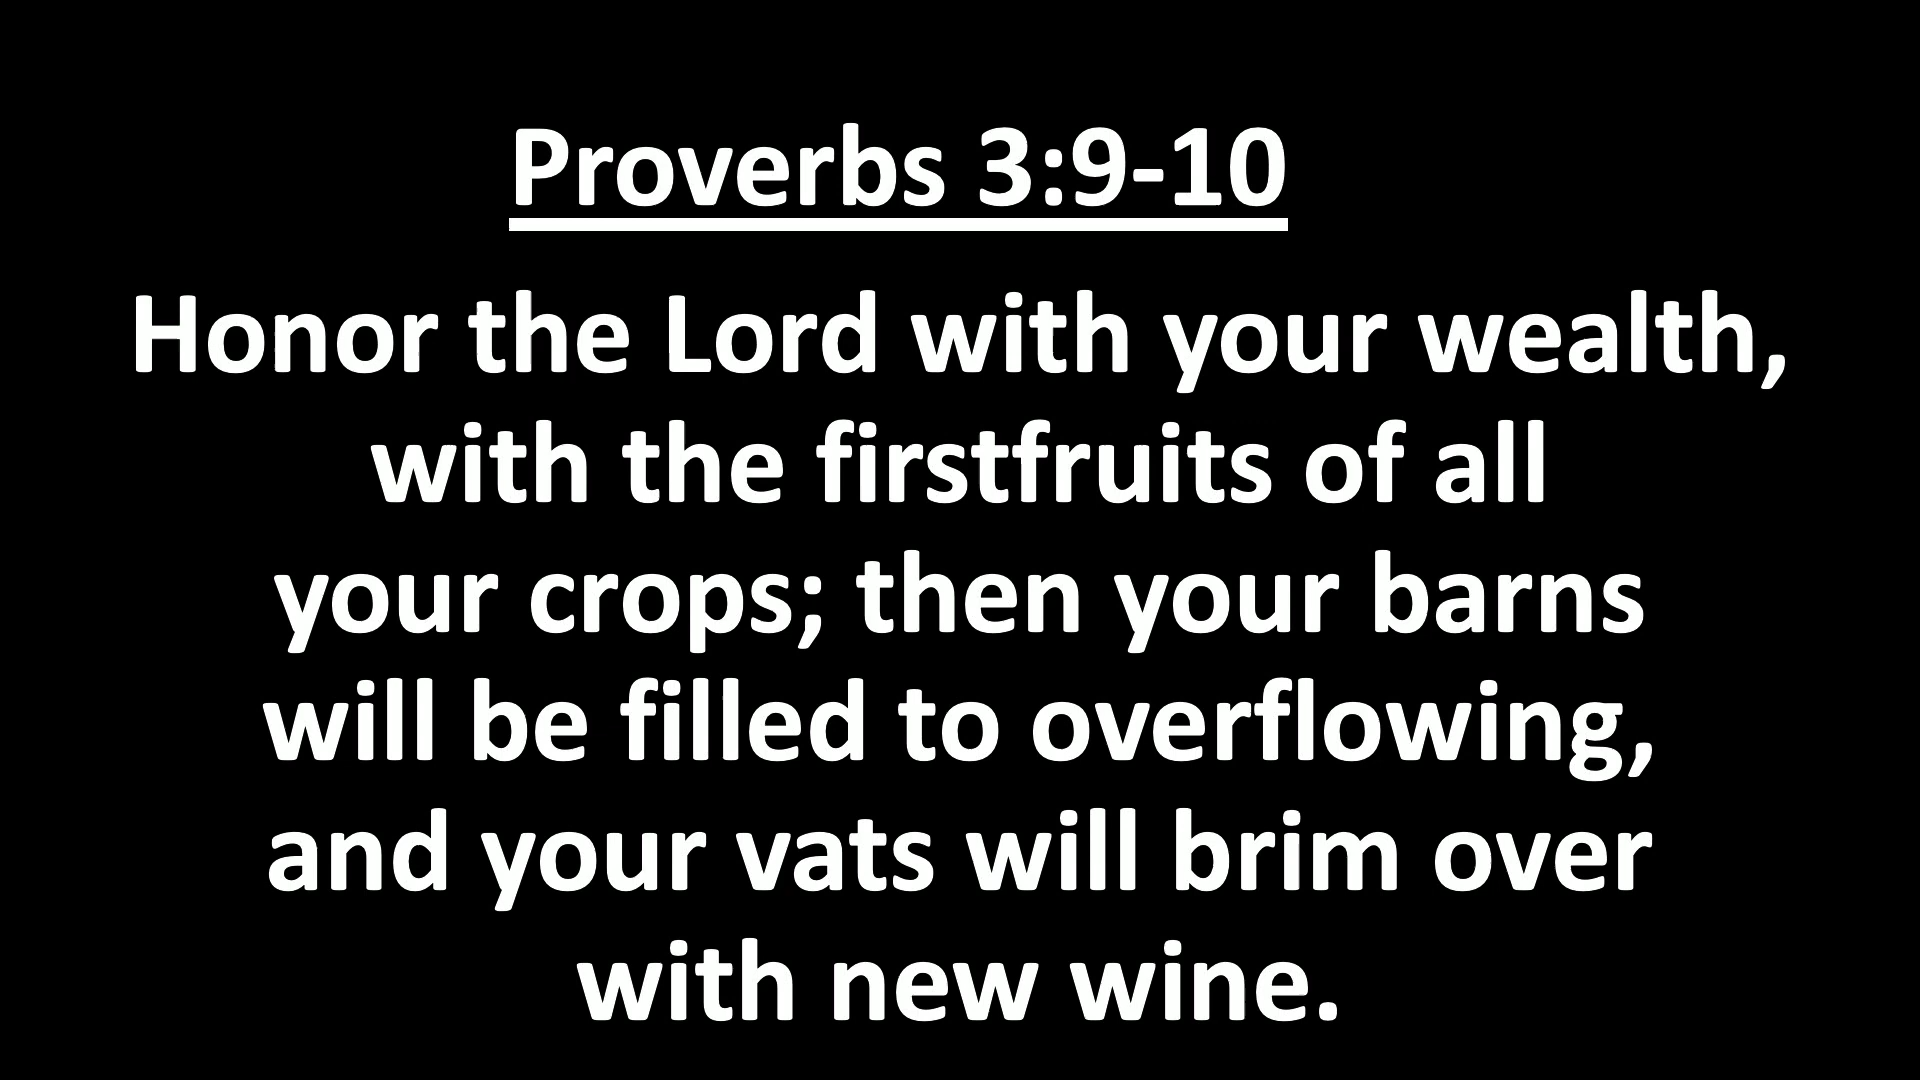 Proverbs 3:9-10
Honor the Lord with your wealth,
with the firstfruits of all
your crops; then your barns
will be filled to overflowing,
and your vats will brim over
with new wine.